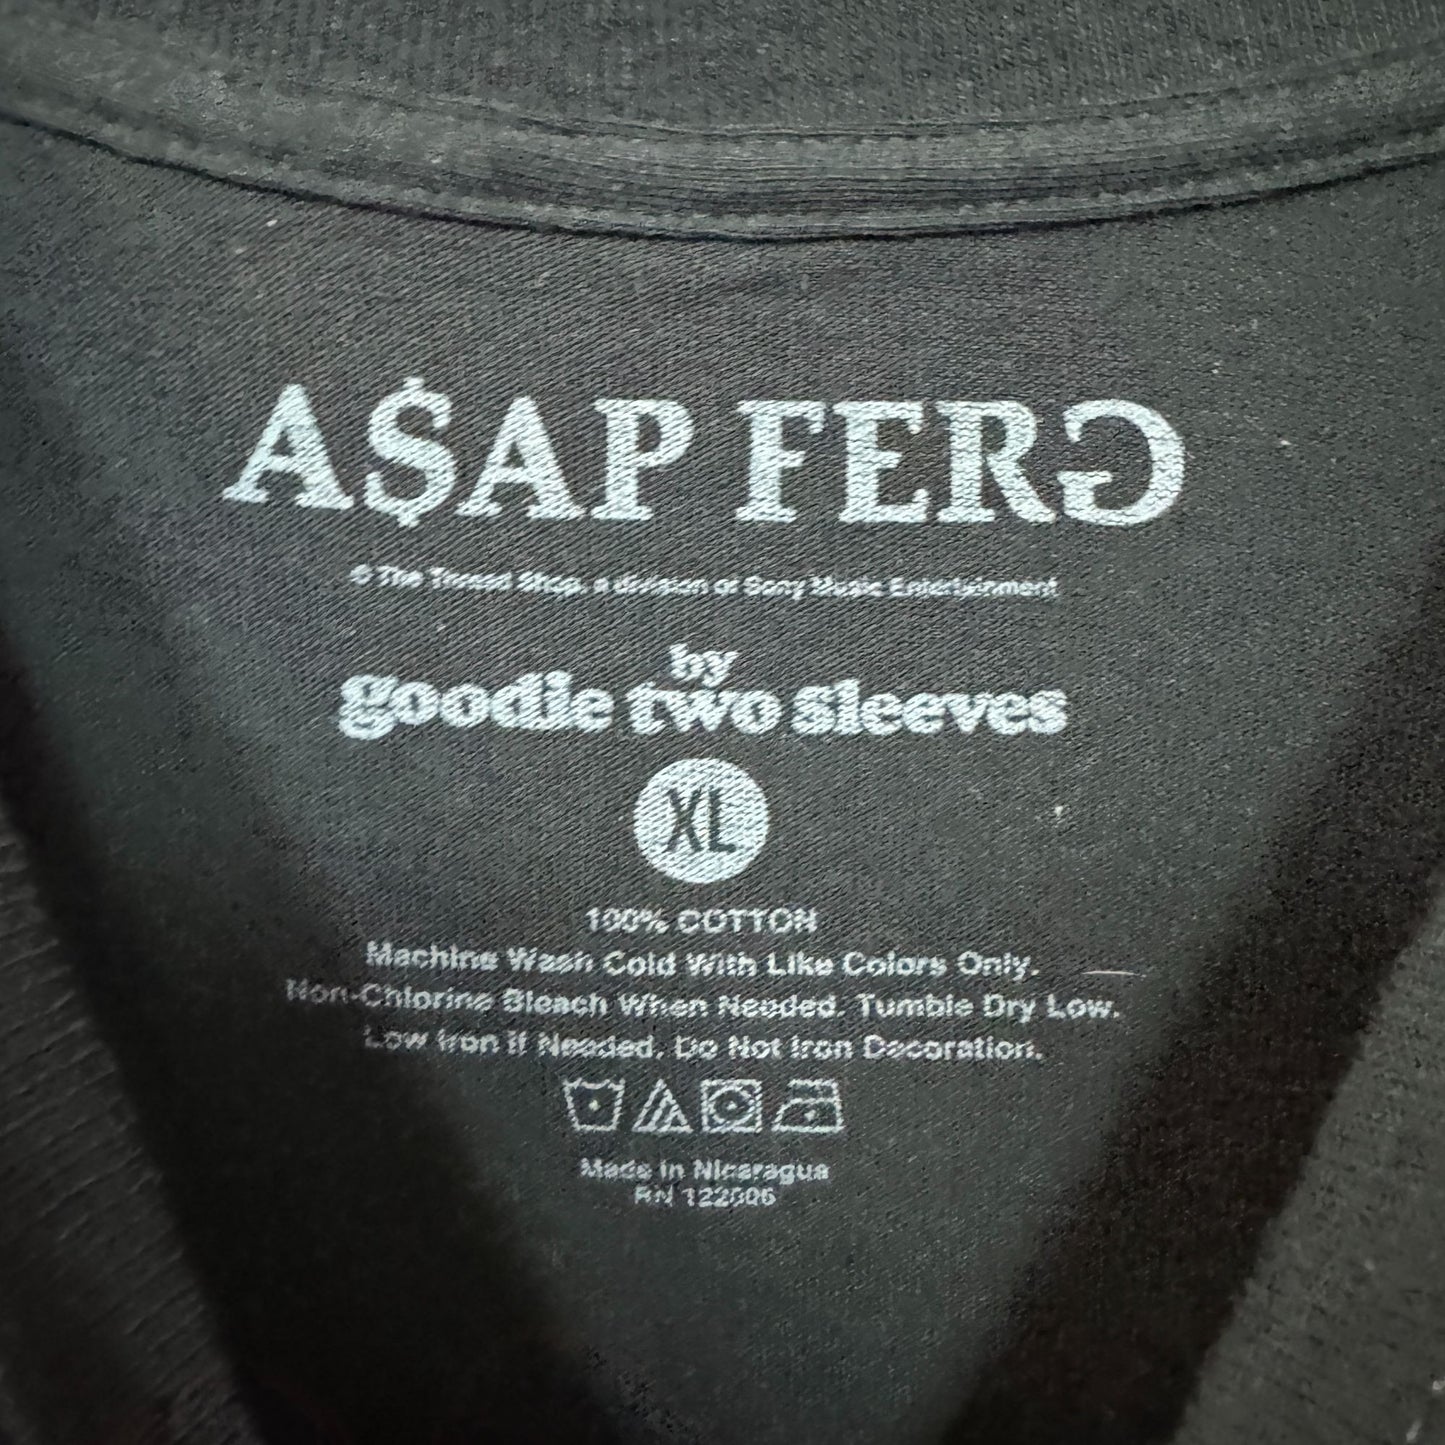 A$AP FERG
© The Thread Shop, a division of Sony Music Entertainment
by
goodie two sleeves
XL
100% COTTON
Machine Wash Cold With Like Colors Only.
Non-Chlorine Bleach When Needed. Tumble Dry Low.
Low Iron if Needed. Do Not Iron Decoration.
Made in Nicaragua
RN 122006